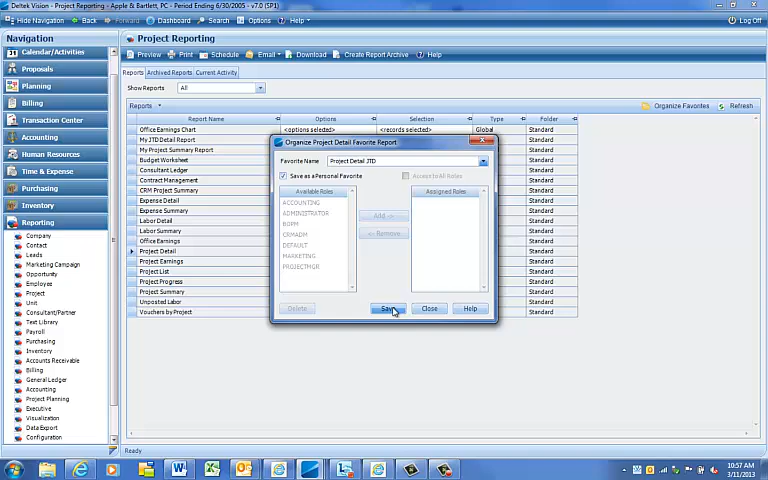 Deltek Vision - Project Reporting - Apple & Bartlett, PC - Period Ending 6/30/2005 - v7.0 (SP1)
Hide Navigation Back Forward Dashboard Search Options Help Log Off
Navigation
Calendar/Activities
Proposals
Planning
Billing
Transaction Center
Accounting
Human Resources
Time & Expense
Purchasing
Inventory
Reporting
Company
Contact
Leads
Marketing Campaign
Opportunity
Employee
Project
Unit
Consultant/Partner
Text Library
Payroll
Purchasing
Inventory
Accounts Receivable
Billing
General Ledger
Accounting
Project Planning
Executive
Visualization
Data Export
Configuration
Project Reporting
Preview Print Schedule Email Download Create Report Archive Help
Reports Archived Reports Current Activity
Show Reports All
Reports Organize Favorites Refresh
Report Name Options Selection Type Folder
Office Earnings Chart <options selected> <records selected> Global Standard
My JTD Detail Report Standard
My Project Summary Report Standard
Budget Worksheet Standard
Consultant Ledger Standard
Contract Management Standard
CRM Project Summary Standard
Expense Detail Standard
Expense Summary Standard
Labor Detail Standard
Labor Summary Standard
Office Earnings Standard
Project Detail Standard
Project Earnings Standard
Project List Standard
Project Progress Standard
Project Summary Standard
Unposted Labor Standard
Vouchers by Project Standard
Organize Project Detail Favorite Report
Favorite Name Project Detail JTD
Save as a Personal Favorite Access to All Roles
Available Roles Assigned Roles
ACCOUNTING
ADMINISTRATOR
BOPM
CRMADM
DEFAULT
MARKETING
PROJECTMGR
Add ->
<- Remove
Delete Save Close Help
Ready
10:57 AM
3/11/2013